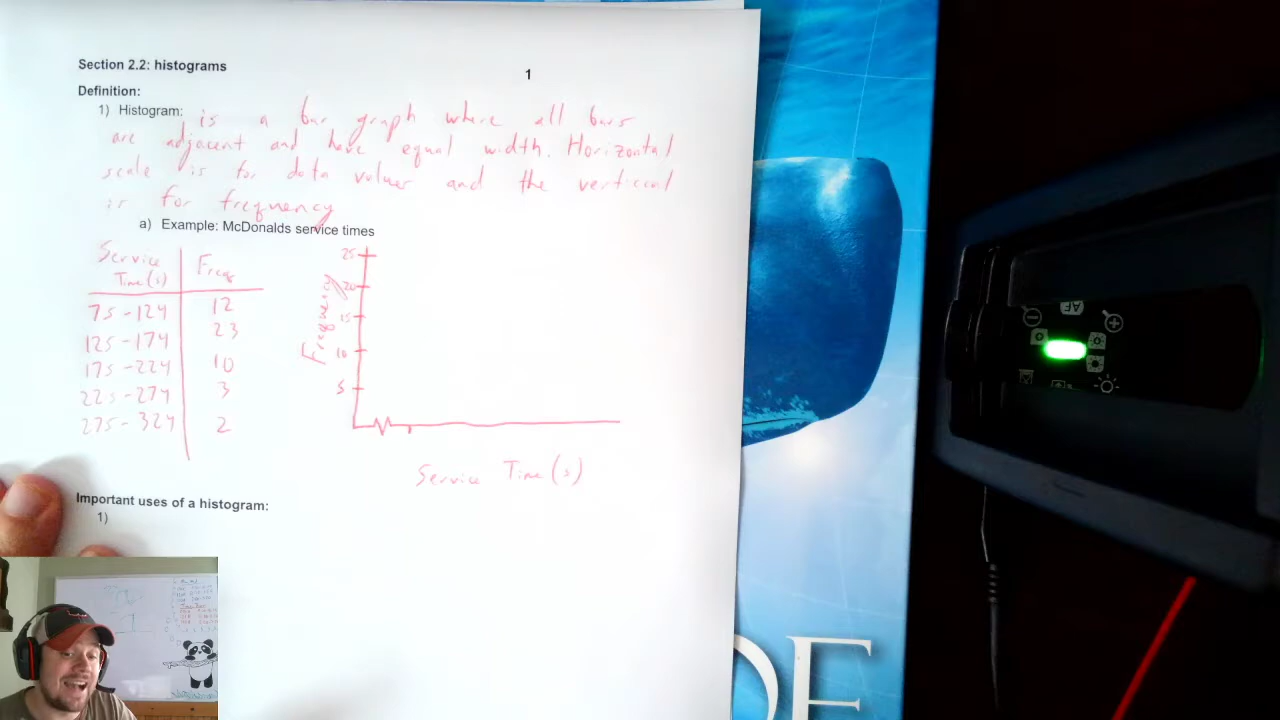 Section 2.2: histograms
1
Definition:
1) Histogram: is a bar graph where all bars
are adjacent and have equal width. Horizontal
scale is for data values and the vertical
is for frequency
a) Example: McDonalds service times
Service Time(s) Freq
75-124 12
125-174 23
175-224 10
225-274 3
275-324 2
Frequency
25
20
15
10
5
Service Time(s)
Important uses of a histogram:
1)
AF
DE